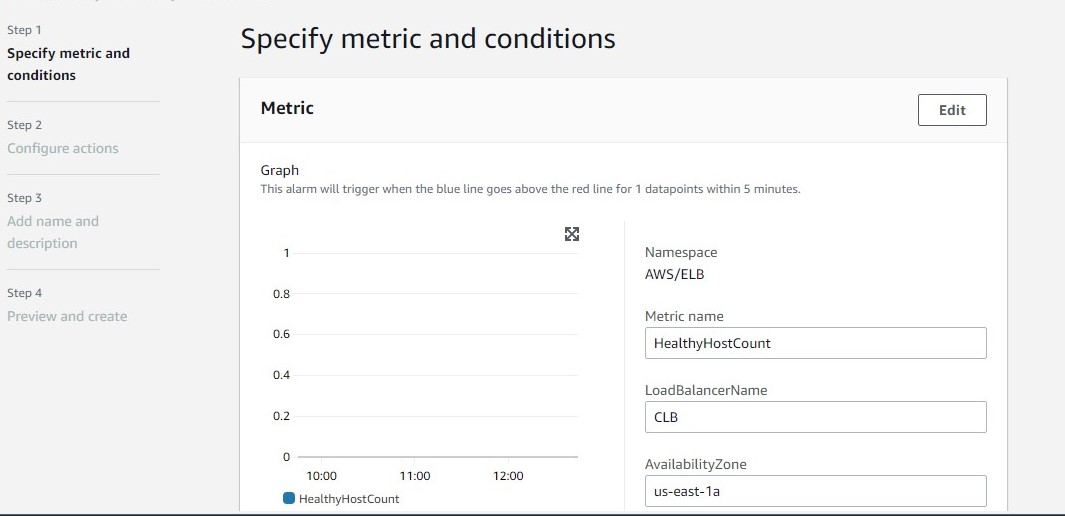 Step 1
Specify metric and
conditions
Step 2
Configure actions
Step 3
Add name and
description
Step 4
Preview and create
Specify metric and conditions
Metric
Edit
Graph
This alarm will trigger when the blue line goes above the red line for 1 datapoints within 5 minutes.
1
0.8
0.6
0.4
0.2
0
10:00 11:00 12:00
HealthyHostCount
Namespace
AWS/ELB
Metric name
HealthyHostCount
LoadBalancerName
CLB
AvailabilityZone
us-east-1a